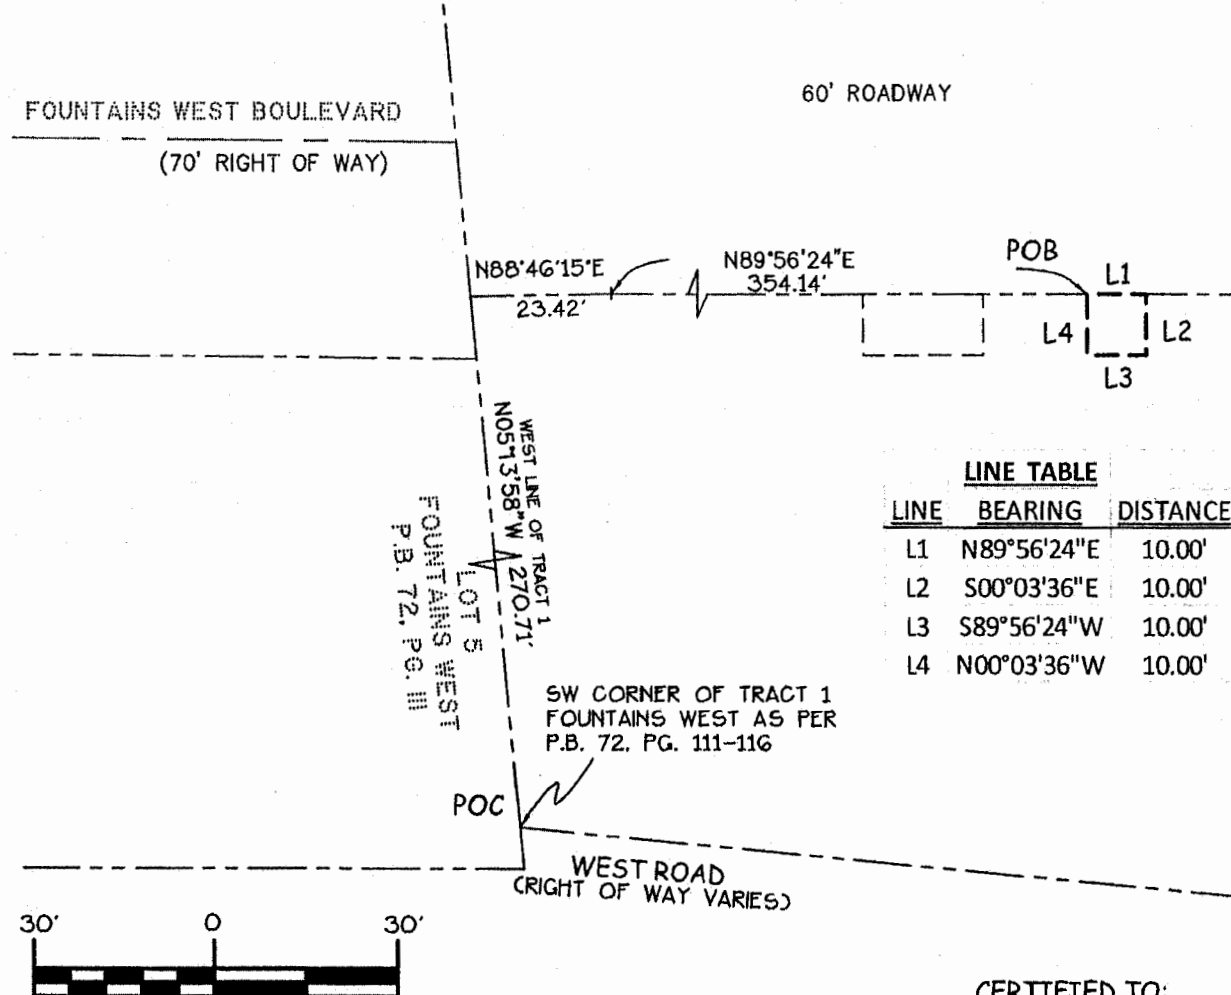 FOUNTAINS WEST BOULEVARD
(70' RIGHT OF WAY)
60' ROADWAY
N88°46'15"E
23.42'
N89°56'24"E
354.14'
POB
L1
L4
L2
L3
WEST LINE OF TRACT 1
N05°13'58"W 270.71'
LOT 5
FOUNTAINS WEST
P.B. 72, PG. 111
LINE TABLE
LINE BEARING DISTANCE
L1 N89°56'24"E 10.00'
L2 S00°03'36"E 10.00'
L3 S89°56'24"W 10.00'
L4 N00°03'36"W 10.00'
SW CORNER OF TRACT 1
FOUNTAINS WEST AS PER
P.B. 72, PG. 111-116
POC
WEST ROAD
(RIGHT OF WAY VARIES)
30' 0 30'
CERTIFIED TO: